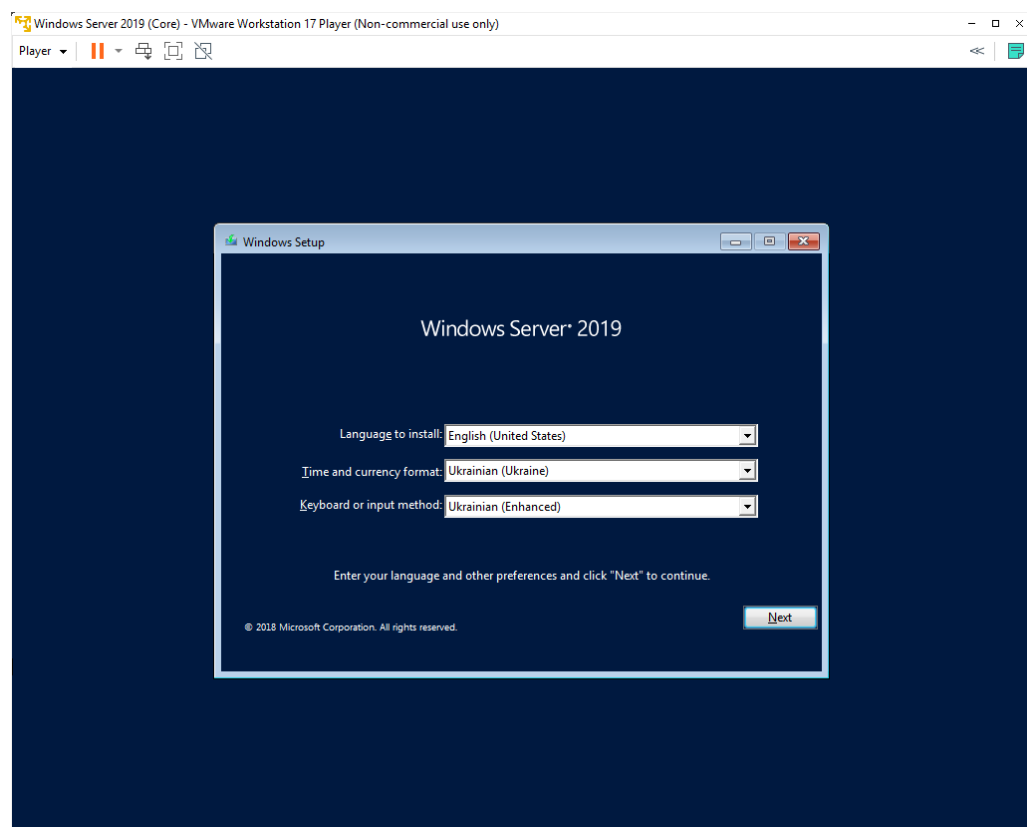 Windows Server 2019 (Core) - VMware Workstation 17 Player (Non-commercial use only)
Player
Windows Setup
Windows Server® 2019
Language to install: English (United States)
Time and currency format: Ukrainian (Ukraine)
Keyboard or input method: Ukrainian (Enhanced)
Enter your language and other preferences and click "Next" to continue.
Next
© 2018 Microsoft Corporation. All rights reserved.